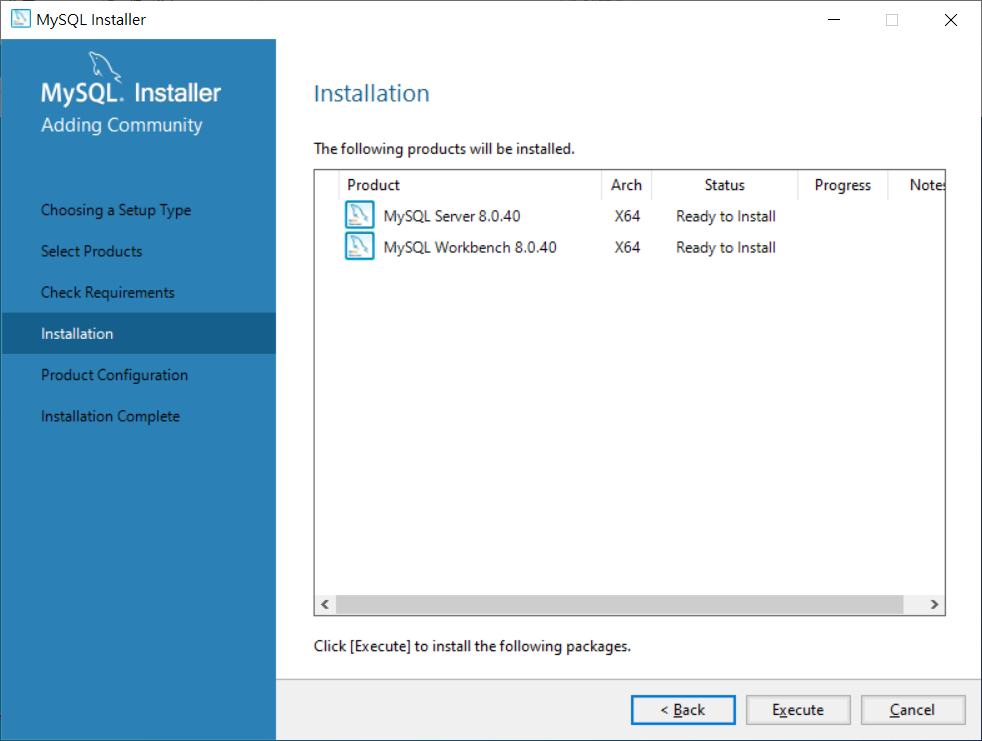 MySQL Installer
MySQL. Installer
Adding Community
Choosing a Setup Type
Select Products
Check Requirements
Installation
Product Configuration
Installation Complete
Installation
The following products will be installed.
Product Arch Status Progress Notes
MySQL Server 8.0.40 X64 Ready to Install
MySQL Workbench 8.0.40 X64 Ready to Install
Click [Execute] to install the following packages.
< Back Execute Cancel